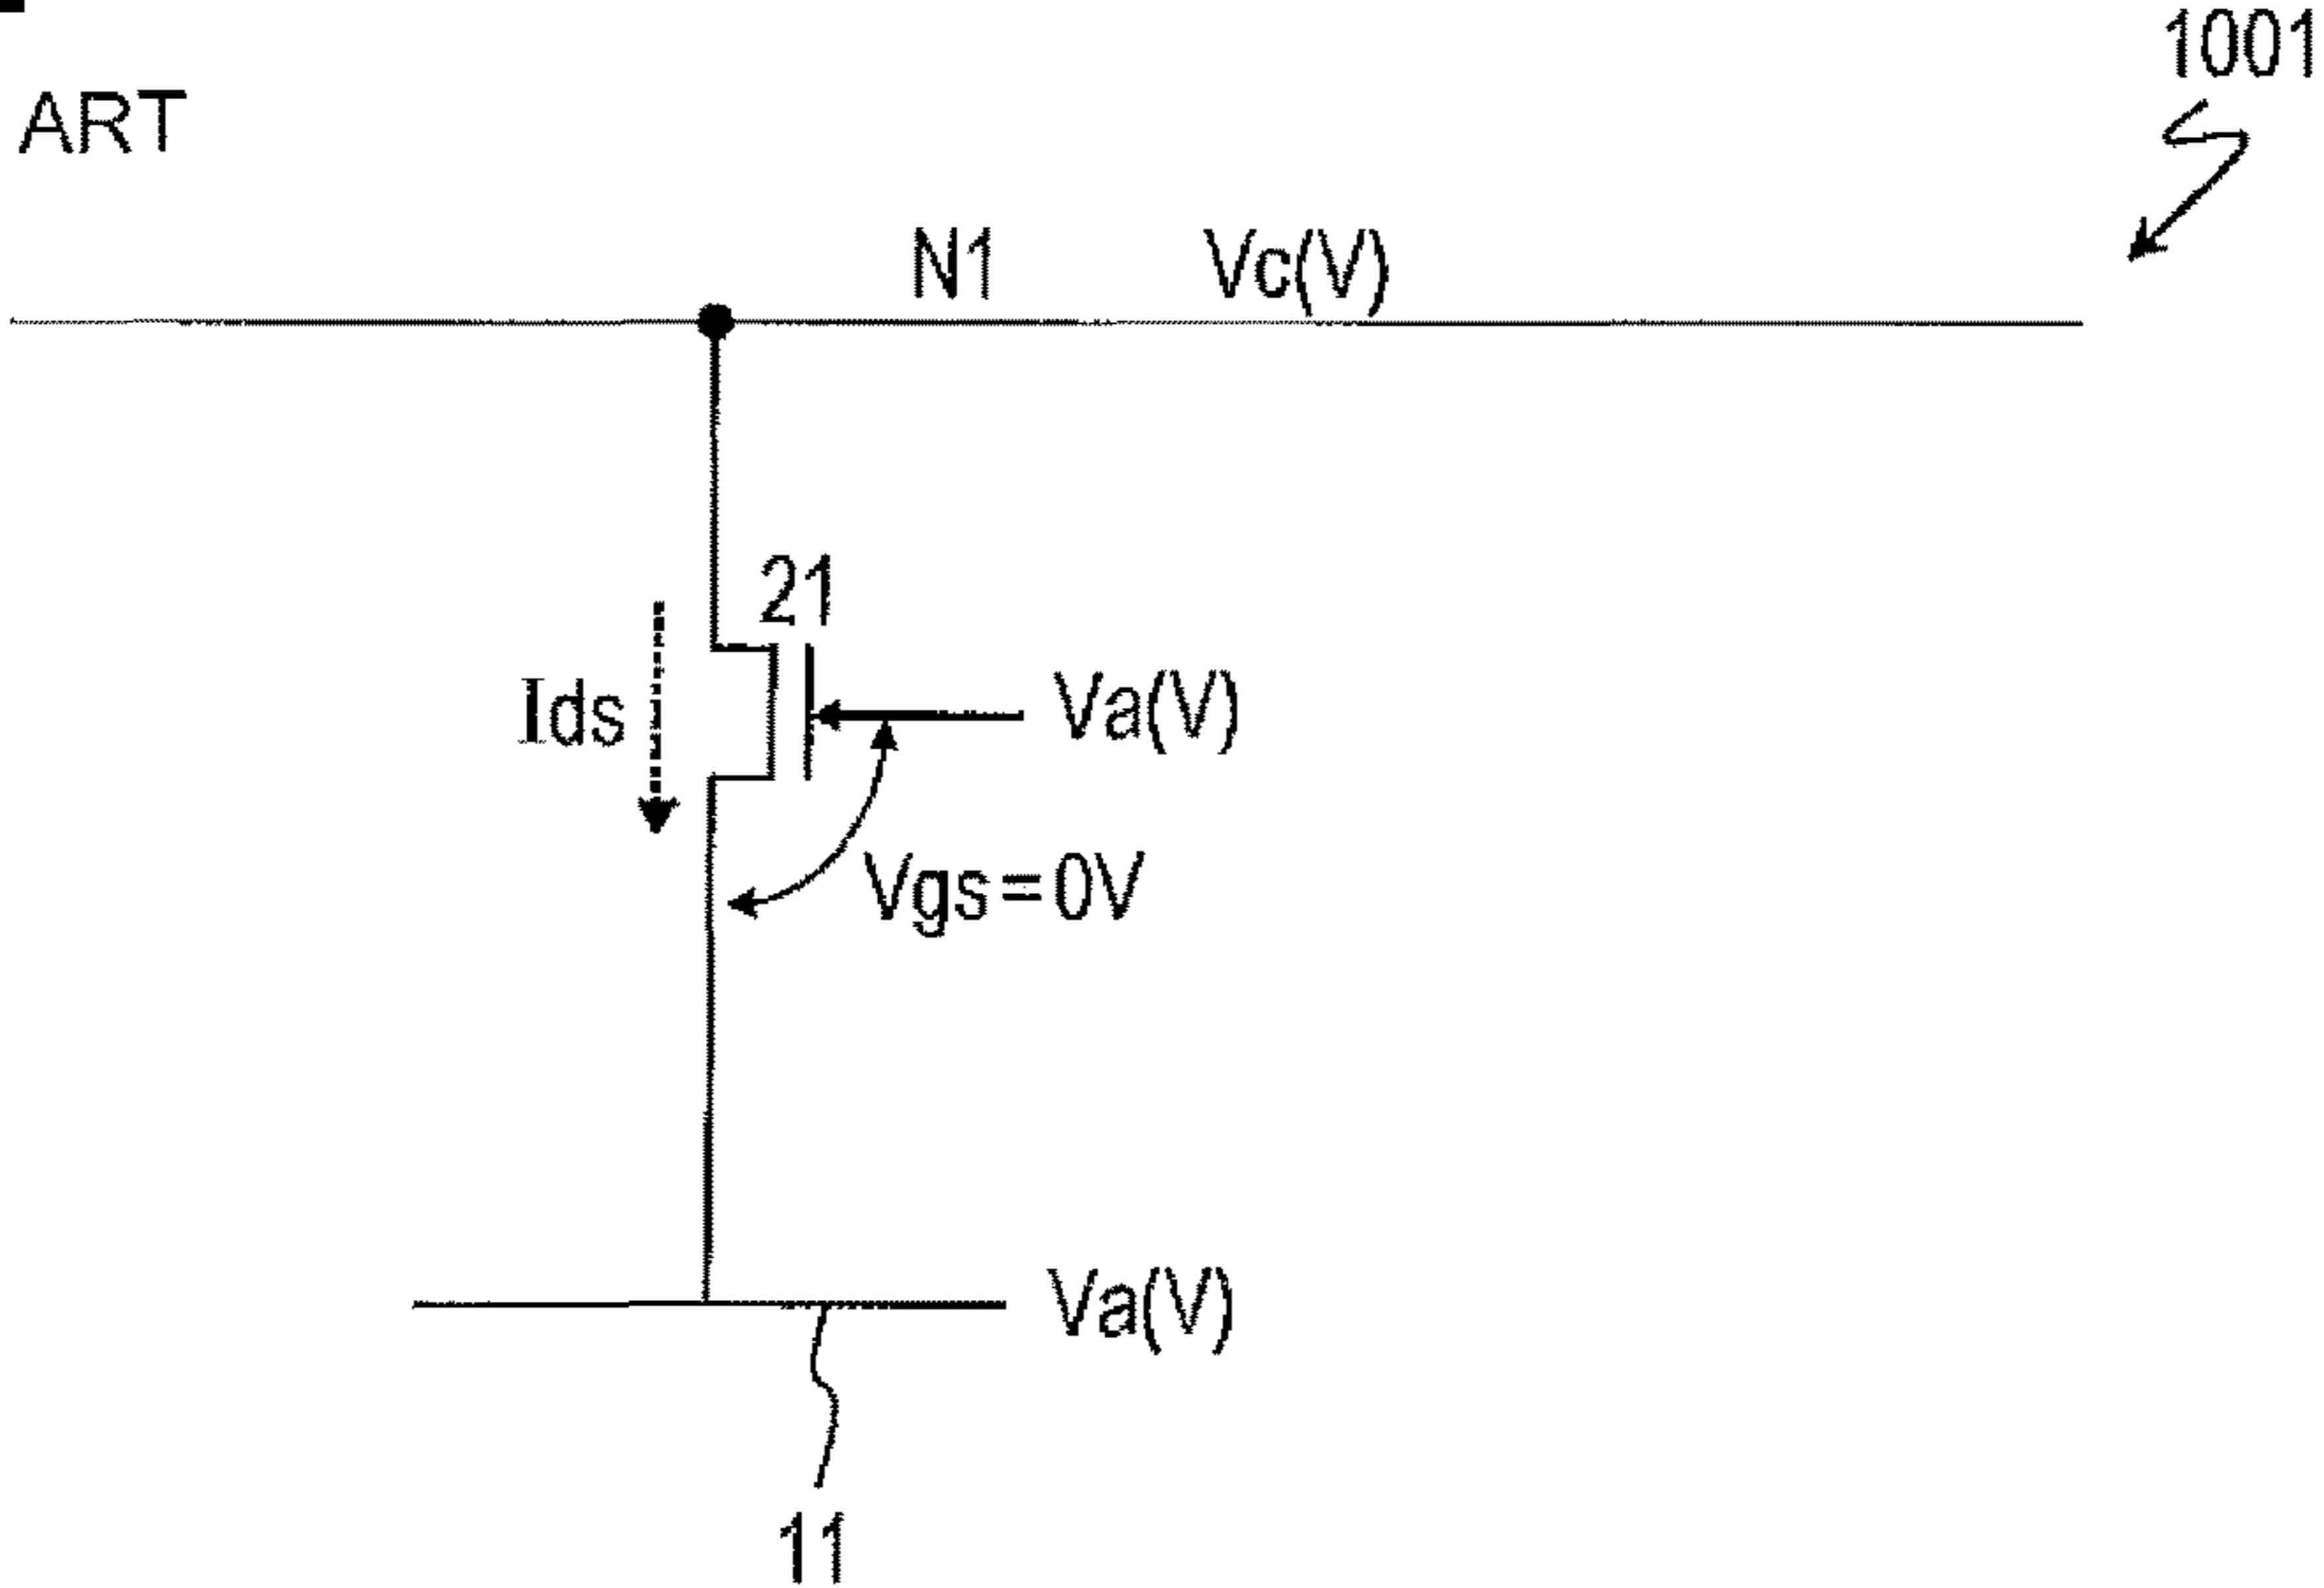 1001
ART
N1 Vc(V)
21
Ids
Va(V)
Vgs=0V
Va(V)
11